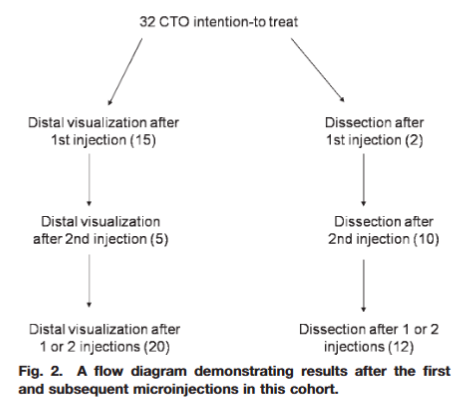 32 CTO intention-to treat
Distal visualization after
1st injection (15)
Dissection after
1st injection (2)
Distal visualization
after 2nd injection (5)
Dissection after
2nd injection (10)
Distal visualization after
1 or 2 injections (20)
Dissection after 1 or 2
injections (12)
Fig. 2. A flow diagram demonstrating results after the first
and subsequent microinjections in this cohort.